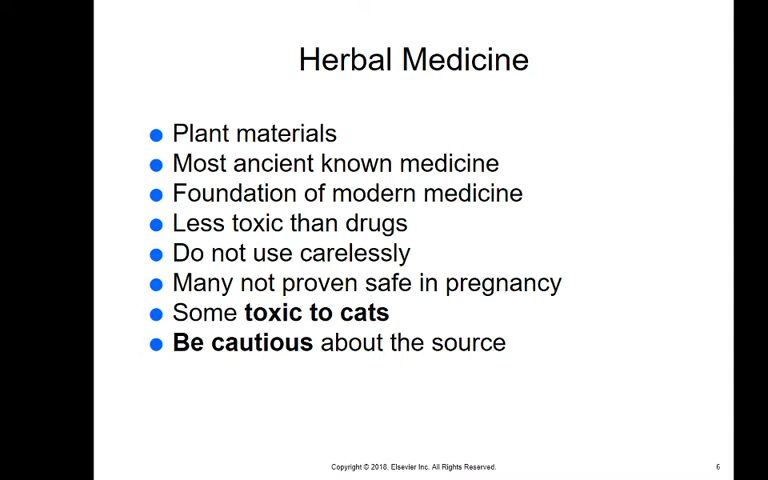 Herbal Medicine
Plant materials
Most ancient known medicine
Foundation of modern medicine
Less toxic than drugs
Do not use carelessly
Many not proven safe in pregnancy
Some toxic to cats
Be cautious about the source
Copyright © 2018. Elsevier Inc. All Rights Reserved.
6